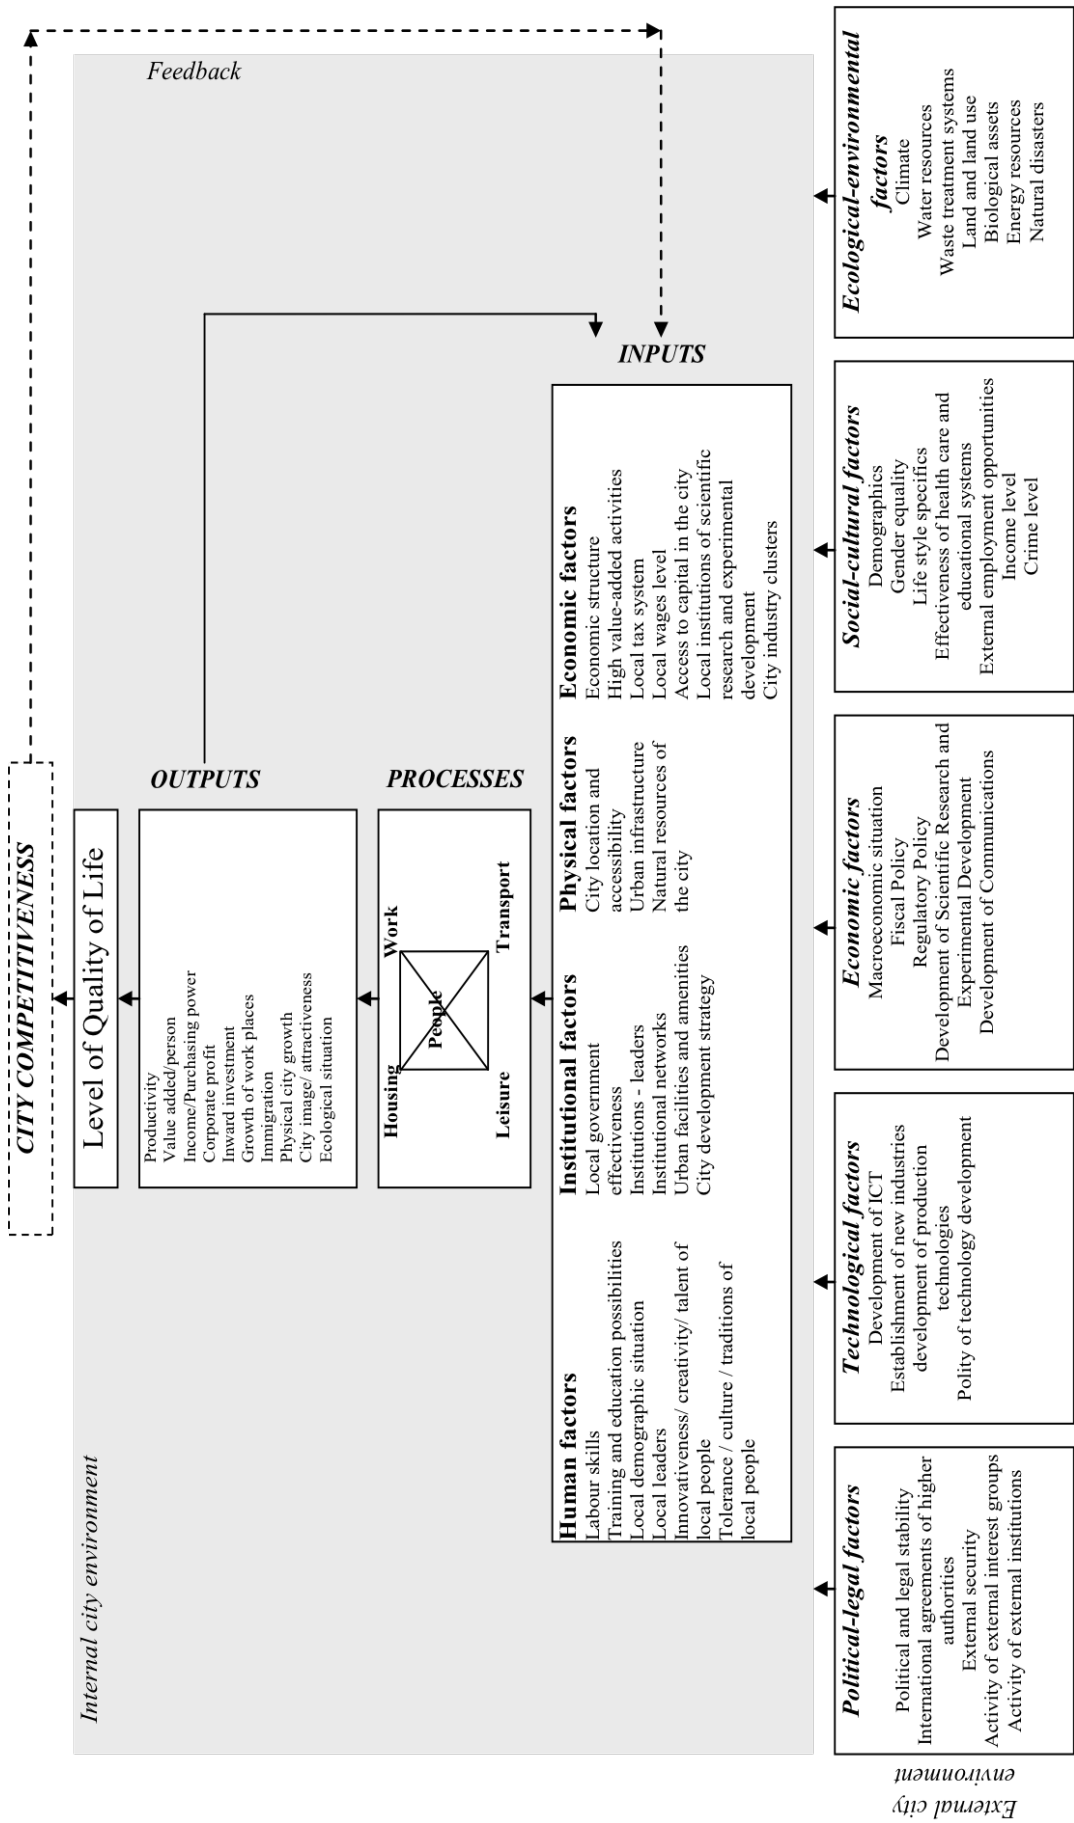 CITY COMPETITIVENESS
Feedback
Internal city environment
Level of Quality of Life
OUTPUTS
Productivity
Value added/person
Income/Purchasing power
Corporate profit
Inward investment
Growth of work places
Immigration
Physical city growth
City image/ attractiveness
Ecological situation
PROCESSES
Housing
Work
People
Leisure
Transport
INPUTS
Human factors
Labour skills
Training and education possibilities
Local demographic situation
Local leaders
Innovativeness/ creativity/ talent of
local people
Tolerance / culture / traditions of
local people
Institutional factors
Local government
effectiveness
Institutions - leaders
Institutional networks
Urban facilities and amenities
City development strategy
Physical factors
City location and
accessibility
Urban infrastructure
Natural resources of
the city
Economic factors
Economic structure
High value-added activities
Local tax system
Local wages level
Access to capital in the city
Local institutions of scientific
research and experimental
development
City industry clusters
External city
environment
Political-legal factors
Political and legal stability
International agreements of higher
authorities
External security
Activity of external interest groups
Activity of external institutions
Technological factors
Development of ICT
Establishment of new industries
development of production
technologies
Polity of technology development
Economic factors
Macroeconomic situation
Fiscal Policy
Regulatory Policy
Development of Scientific Research and
Experimental Development
Development of Communications
Social-cultural factors
Demographics
Gender equality
Life style specifics
Effectiveness of health care and
educational systems
External employment opportunities
Income level
Crime level
Ecological-environmental
factors
Climate
Water resources
Waste treatment systems
Land and land use
Biological assets
Energy resources
Natural disasters